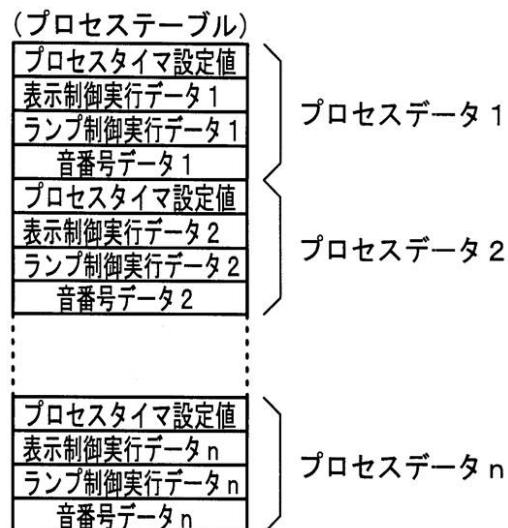 (プロセステーブル)
プロセスタイマ設定値
表示制御実行データ1
ランプ制御実行データ1
音番号データ1
プロセスデータ1
プロセスタイマ設定値
表示制御実行データ2
ランプ制御実行データ2
音番号データ2
プロセスデータ2
プロセスタイマ設定値
表示制御実行データn
ランプ制御実行データn
音番号データn
プロセスデータn